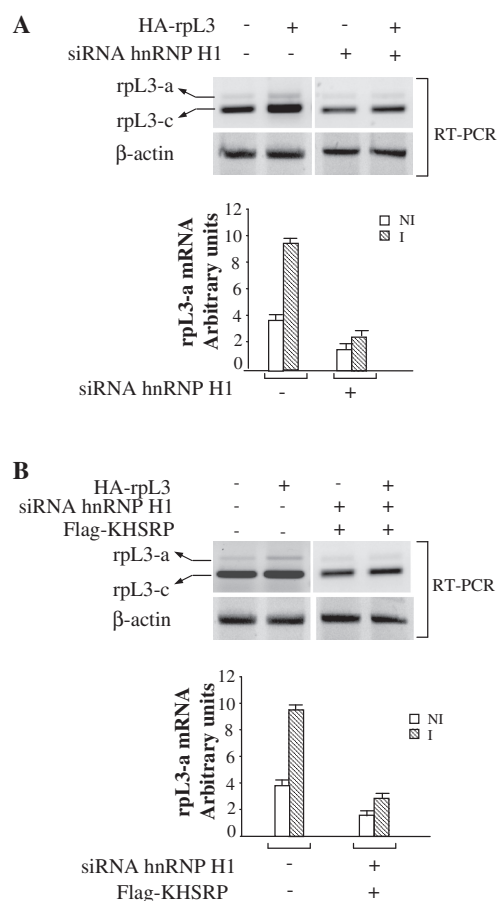 A
HA-rpL3 - + - +
siRNA hnRNP H1 - - + +
rpL3-a
rpL3-c
β-actin
RT-PCR
rpL3-a mRNA
Arbitrary units
12
10
8
6
4
2
0
NI
I
siRNA hnRNP H1 - +
B
HA-rpL3 - + - +
siRNA hnRNP H1 - - + +
Flag-KHSRP - - + +
rpL3-a
rpL3-c
β-actin
RT-PCR
rpL3-a mRNA
Arbitrary units
12
10
8
6
4
2
0
NI
I
siRNA hnRNP H1 - +
Flag-KHSRP - +